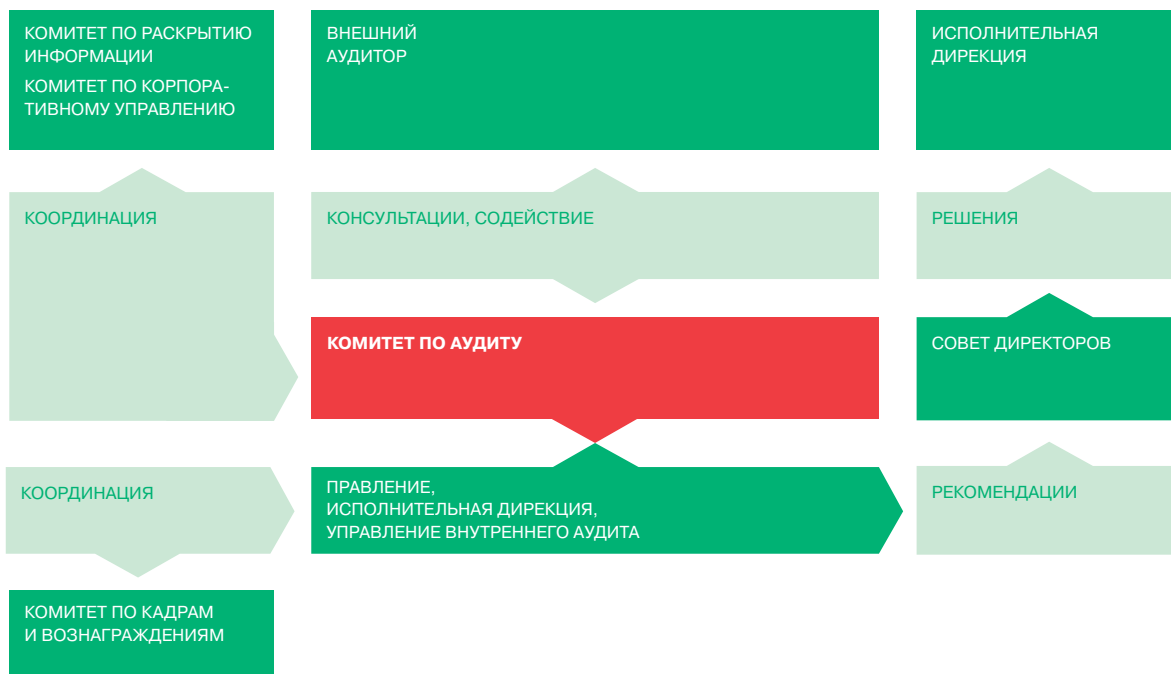 КОМИТЕТ ПО РАСКРЫТИЮ
ИНФОРМАЦИИ
КОМИТЕТ ПО КОРПОРА-
ТИВНОМУ УПРАВЛЕНИЮ
ВНЕШНИЙ
АУДИТОР
ИСПОЛНИТЕЛЬНАЯ
ДИРЕКЦИЯ
КООРДИНАЦИЯ
КОНСУЛЬТАЦИИ, СОДЕЙСТВИЕ
РЕШЕНИЯ
КОМИТЕТ ПО АУДИТУ
СОВЕТ ДИРЕКТОРОВ
КООРДИНАЦИЯ
ПРАВЛЕНИЕ,
ИСПОЛНИТЕЛЬНАЯ ДИРЕКЦИЯ,
УПРАВЛЕНИЕ ВНУТРЕННЕГО АУДИТА
РЕКОМЕНДАЦИИ
КОМИТЕТ ПО КАДРАМ
И ВОЗНАГРАЖДЕНИЯМ